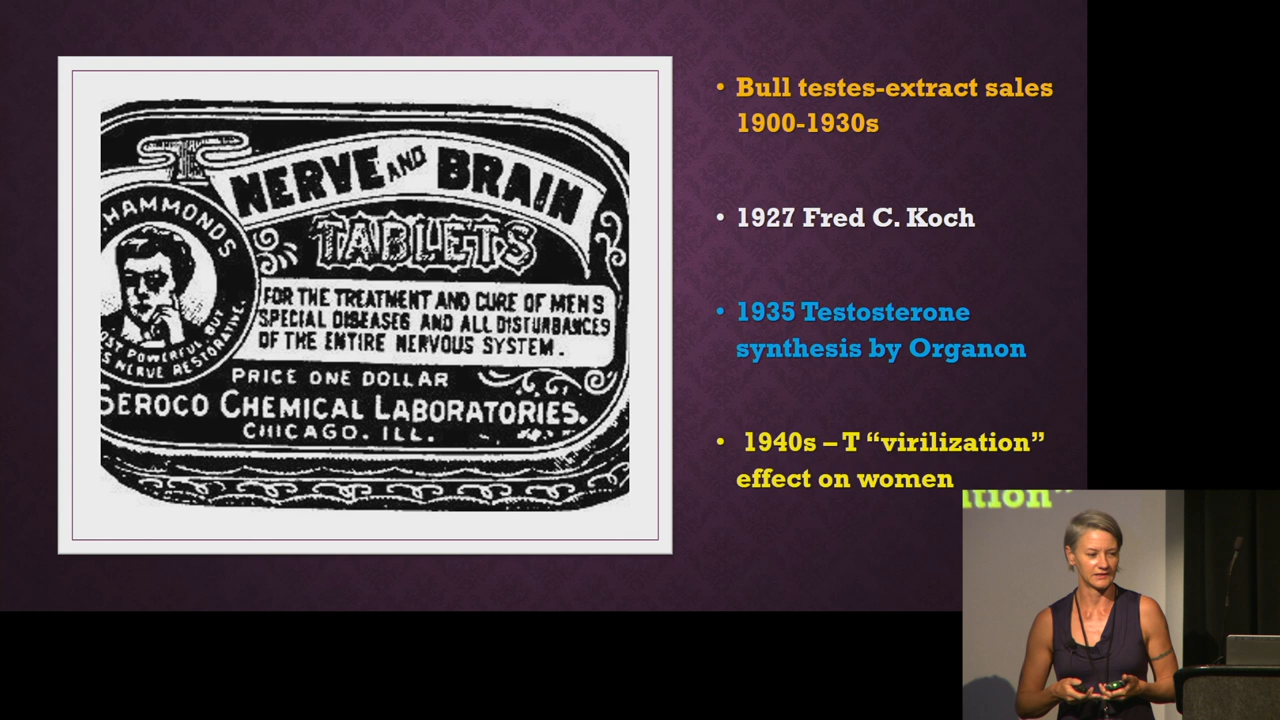 NERVE AND BRAIN
TABLETS
HAMMONDS
FOR THE TREATMENT AND CURE OF MENS
SPECIAL DISEASES AND ALL DISTURBANCES
OF THE ENTIRE NERVOUS SYSTEM.
POWERFUL BUT
NERVE RESTORATIVE
PRICE ONE DOLLAR
SEROCO CHEMICAL LABORATORIES.
CHICAGO. ILL.
• Bull testes-extract sales
1900-1930s
• 1927 Fred C. Koch
• 1935 Testosterone
synthesis by Organon
• 1940s – T “virilization”
effect on women